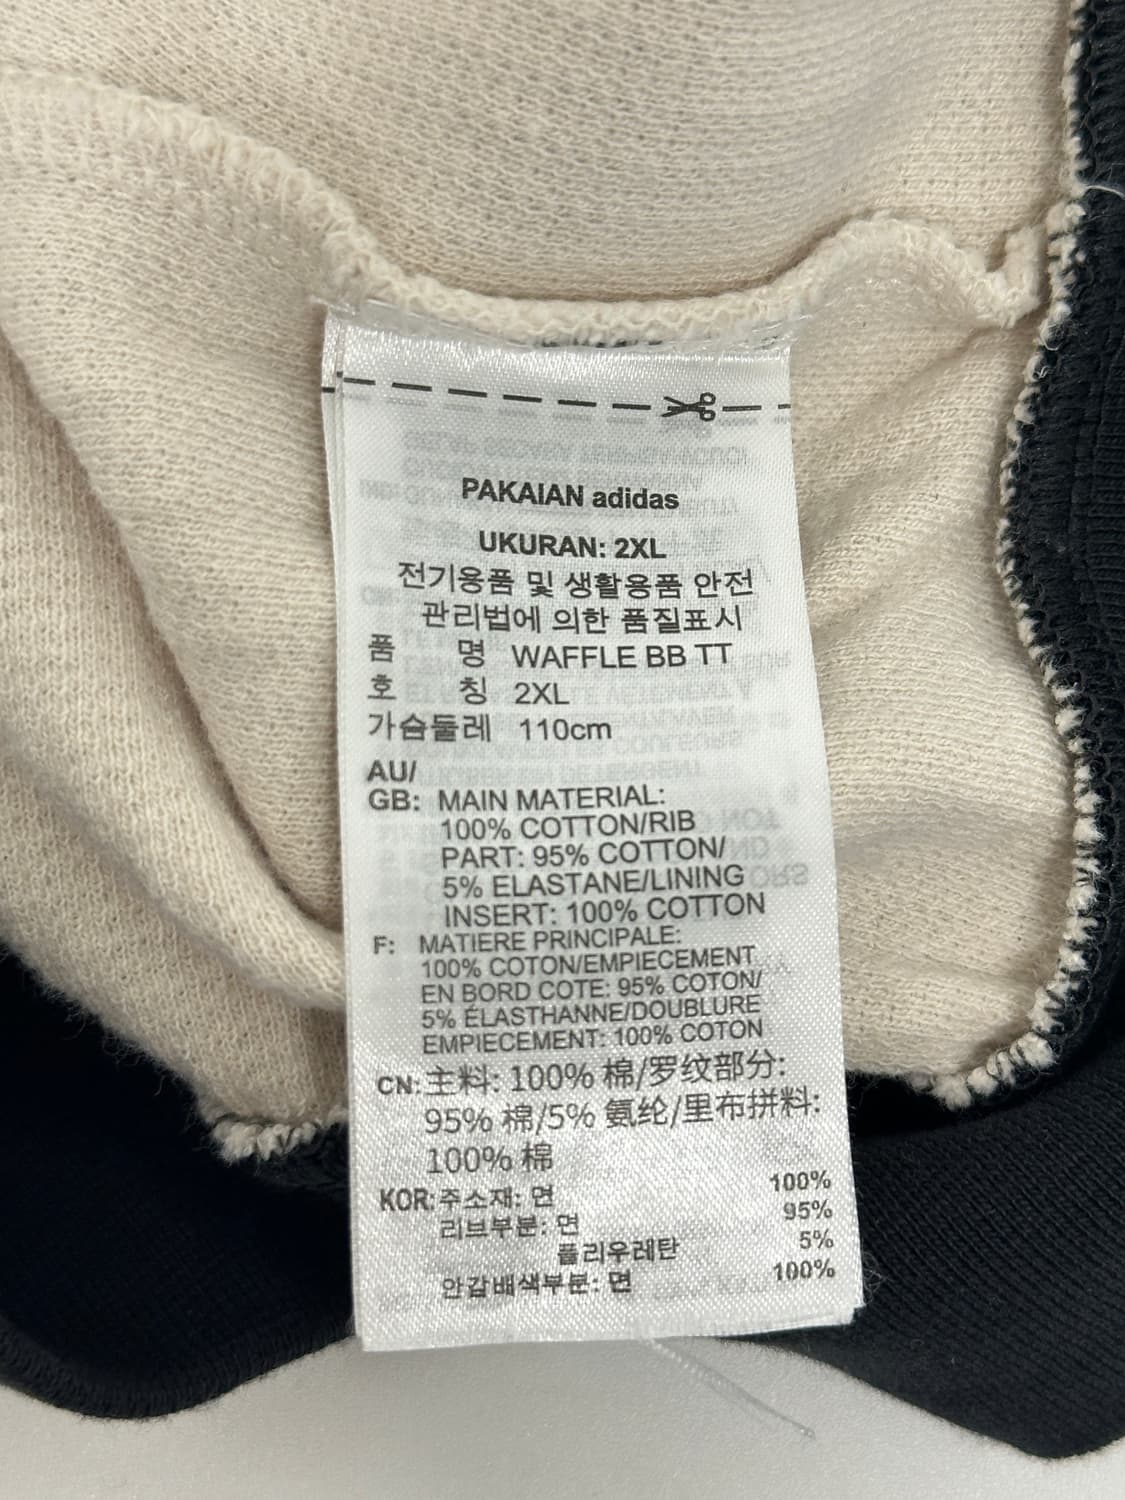 PAKAIAN adidas
UKURAN: 2XL
전기용품 및 생활용품 안전
관리법에 의한 품질표시
품 명 WAFFLE BB TT
호 칭 2XL
가슴둘레 110cm
AU/
GB: MAIN MATERIAL:
100% COTTON/RIB
PART: 95% COTTON/
5% ELASTANE/LINING
INSERT: 100% COTTON
F: MATIERE PRINCIPALE:
100% COTON/EMPIECEMENT
EN BORD COTE: 95% COTON/
5% ÉLASTHANNE/DOUBLURE
EMPIECEMENT: 100% COTON
CN: 主料: 100% 棉/罗纹部分:
95% 棉/5% 氨纶/里布拼料:
100% 棉
KOR: 주소재: 면 100%
리브부분: 면 95%
폴리우레탄 5%
안감배색부분: 면 100%